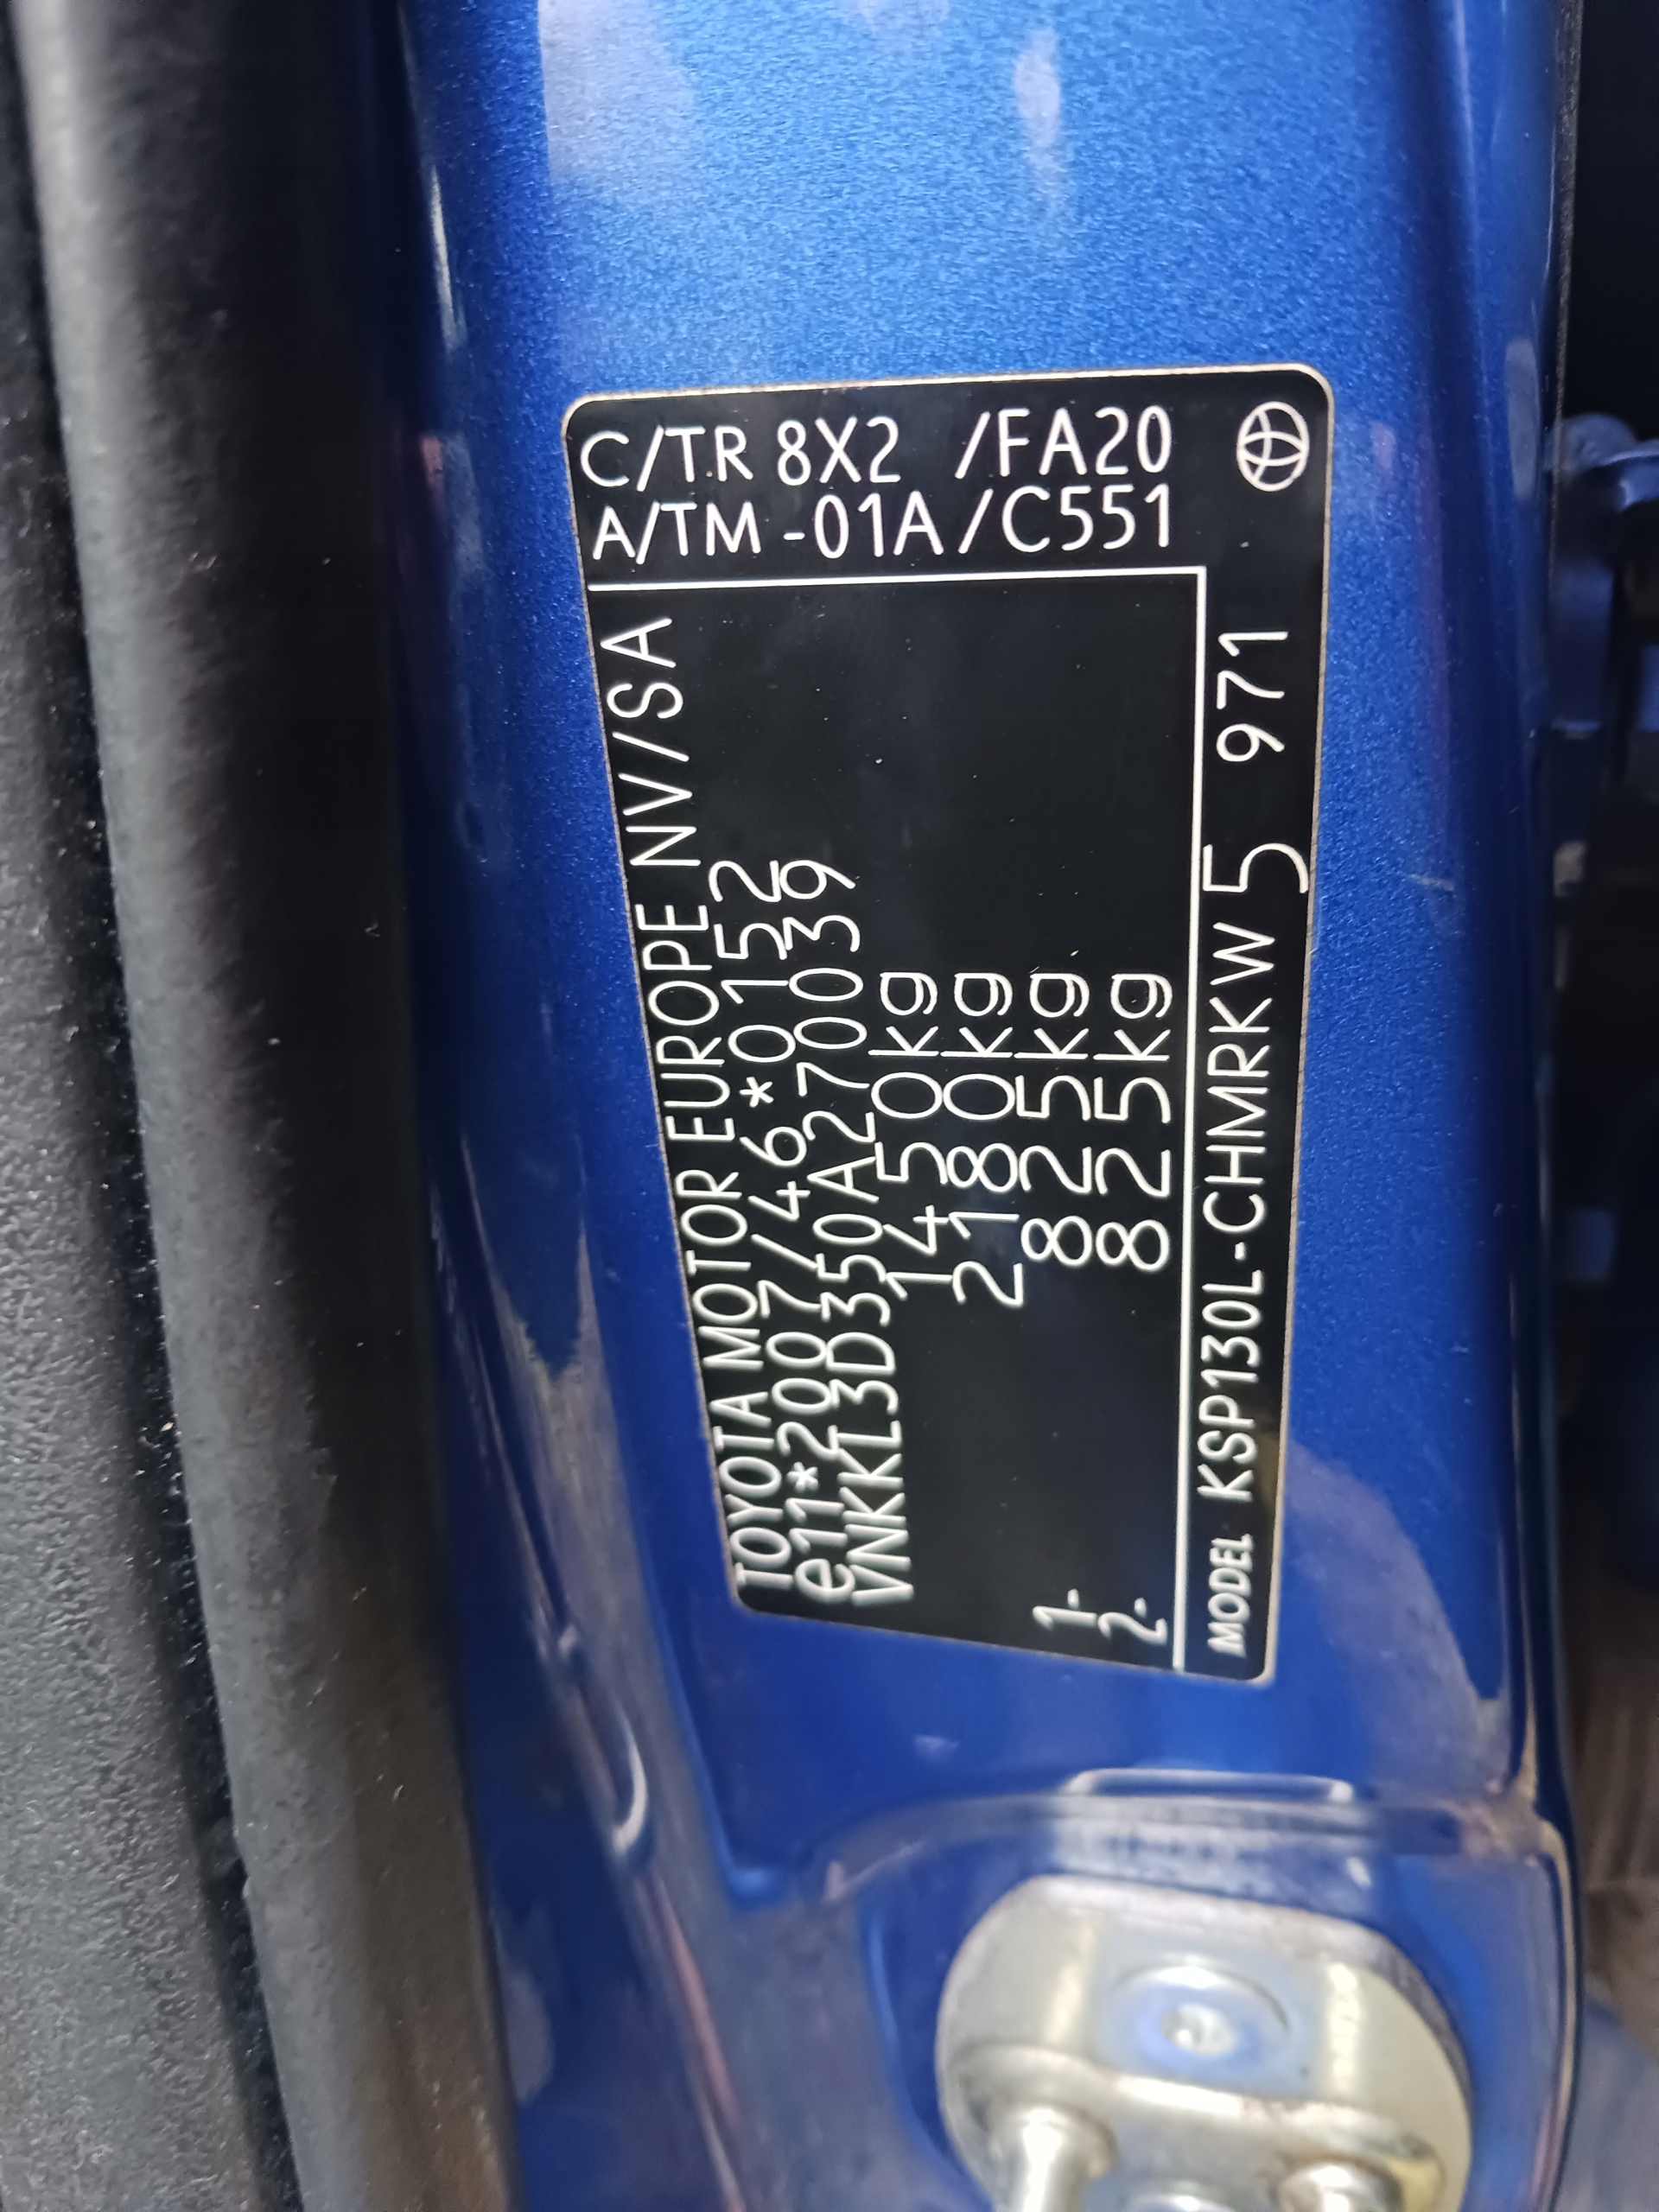 TOYOTA MOTOR EUROPE NV/SA
e11*2007/46*0152
VNKKL3D350A270039
1450kg
2180kg
1- 825kg
2- 825kg
MODEL KSP130L-CHMRKW 5 971
C/TR 8X2 /FA20
A/TM -01A/C551